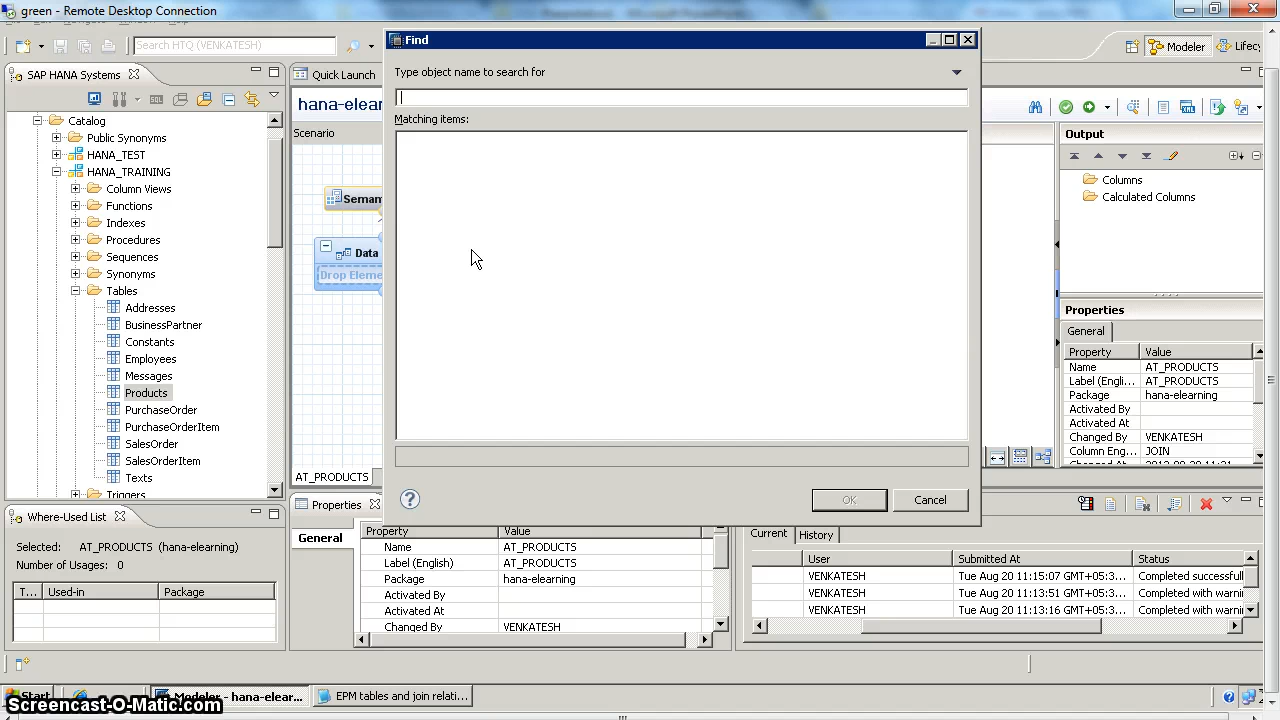 green - Remote Desktop Connection
Search HTQ (VENKATESH)
Modeler
Lifec
SAP HANA Systems
Catalog
Public Synonyms
HANA_TEST
HANA_TRAINING
Column Views
Functions
Indexes
Procedures
Sequences
Synonyms
Tables
Addresses
BusinessPartner
Constants
Employees
Messages
Products
PurchaseOrder
PurchaseOrderItem
SalesOrder
SalesOrderItem
Texts
Triggers
Quick Launch
hana-elear
Scenario
Seman
Data
Drop Eleme
AT_PRODUCTS
Find
Type object name to search for
Matching items:
OK
Cancel
Output
Columns
Calculated Columns
Properties
General
Property Value
Name AT_PRODUCTS
Label (Engli... AT_PRODUCTS
Package hana-elearning
Activated By
Activated At
Changed By VENKATESH
Column Eng... JOIN
Where-Used List
Selected: AT_PRODUCTS (hana-elearning)
Number of Usages: 0
T... Used-in Package
Properties
General
Property Value
Name AT_PRODUCTS
Label (English) AT_PRODUCTS
Package hana-elearning
Activated By
Activated At
Changed By VENKATESH
Current History
User Submitted At Status
VENKATESH Tue Aug 20 11:15:07 GMT+05:3... Completed successfull
VENKATESH Tue Aug 20 11:13:51 GMT+05:3... Completed with warnin
VENKATESH Tue Aug 20 11:13:16 GMT+05:3... Completed with warnin
Start
Modeler - hana-elear...
EPM tables and join relati...
Screencast-O-Matic.com